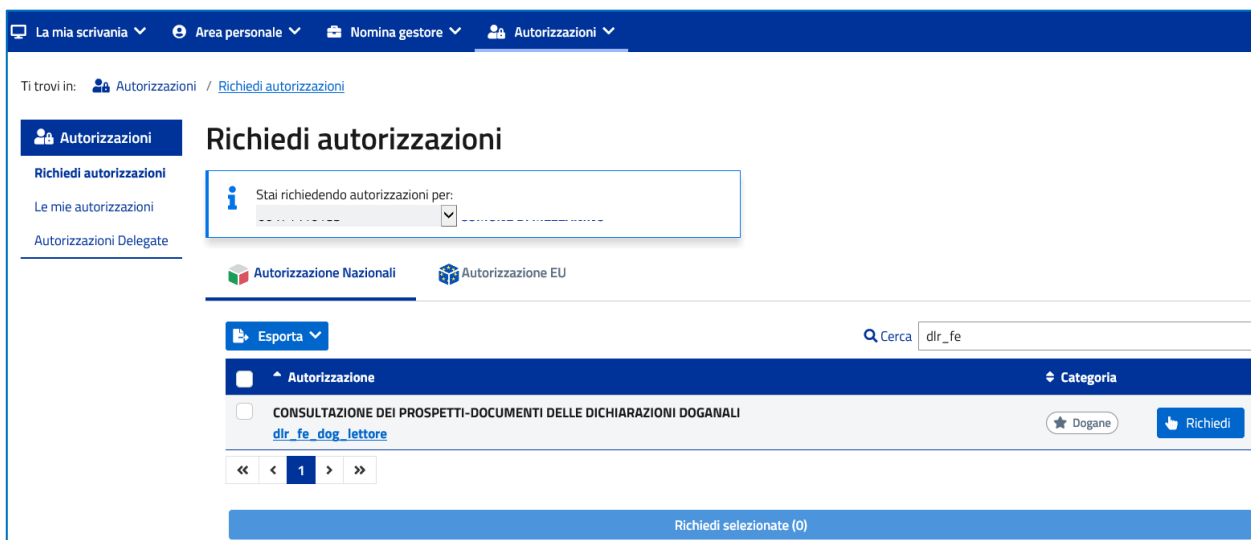 La mia scrivania Area personale Nomina gestore Autorizzazioni
Ti trovi in: Autorizzazioni / Richiedi autorizzazioni
Autorizzazioni
Richiedi autorizzazioni
Le mie autorizzazioni
Autorizzazioni Delegate
Richiedi autorizzazioni
Stai richiedendo autorizzazioni per:
Autorizzazione Nazionali Autorizzazione EU
Esporta Cerca dlr_fe
Autorizzazione Categoria
CONSULTAZIONE DEI PROSPETTI-DOCUMENTI DELLE DICHIARAZIONI DOGANALI
dlr_fe_dog_lettore Dogane Richiedi
« < 1 > »
Richiedi selezionate (0)